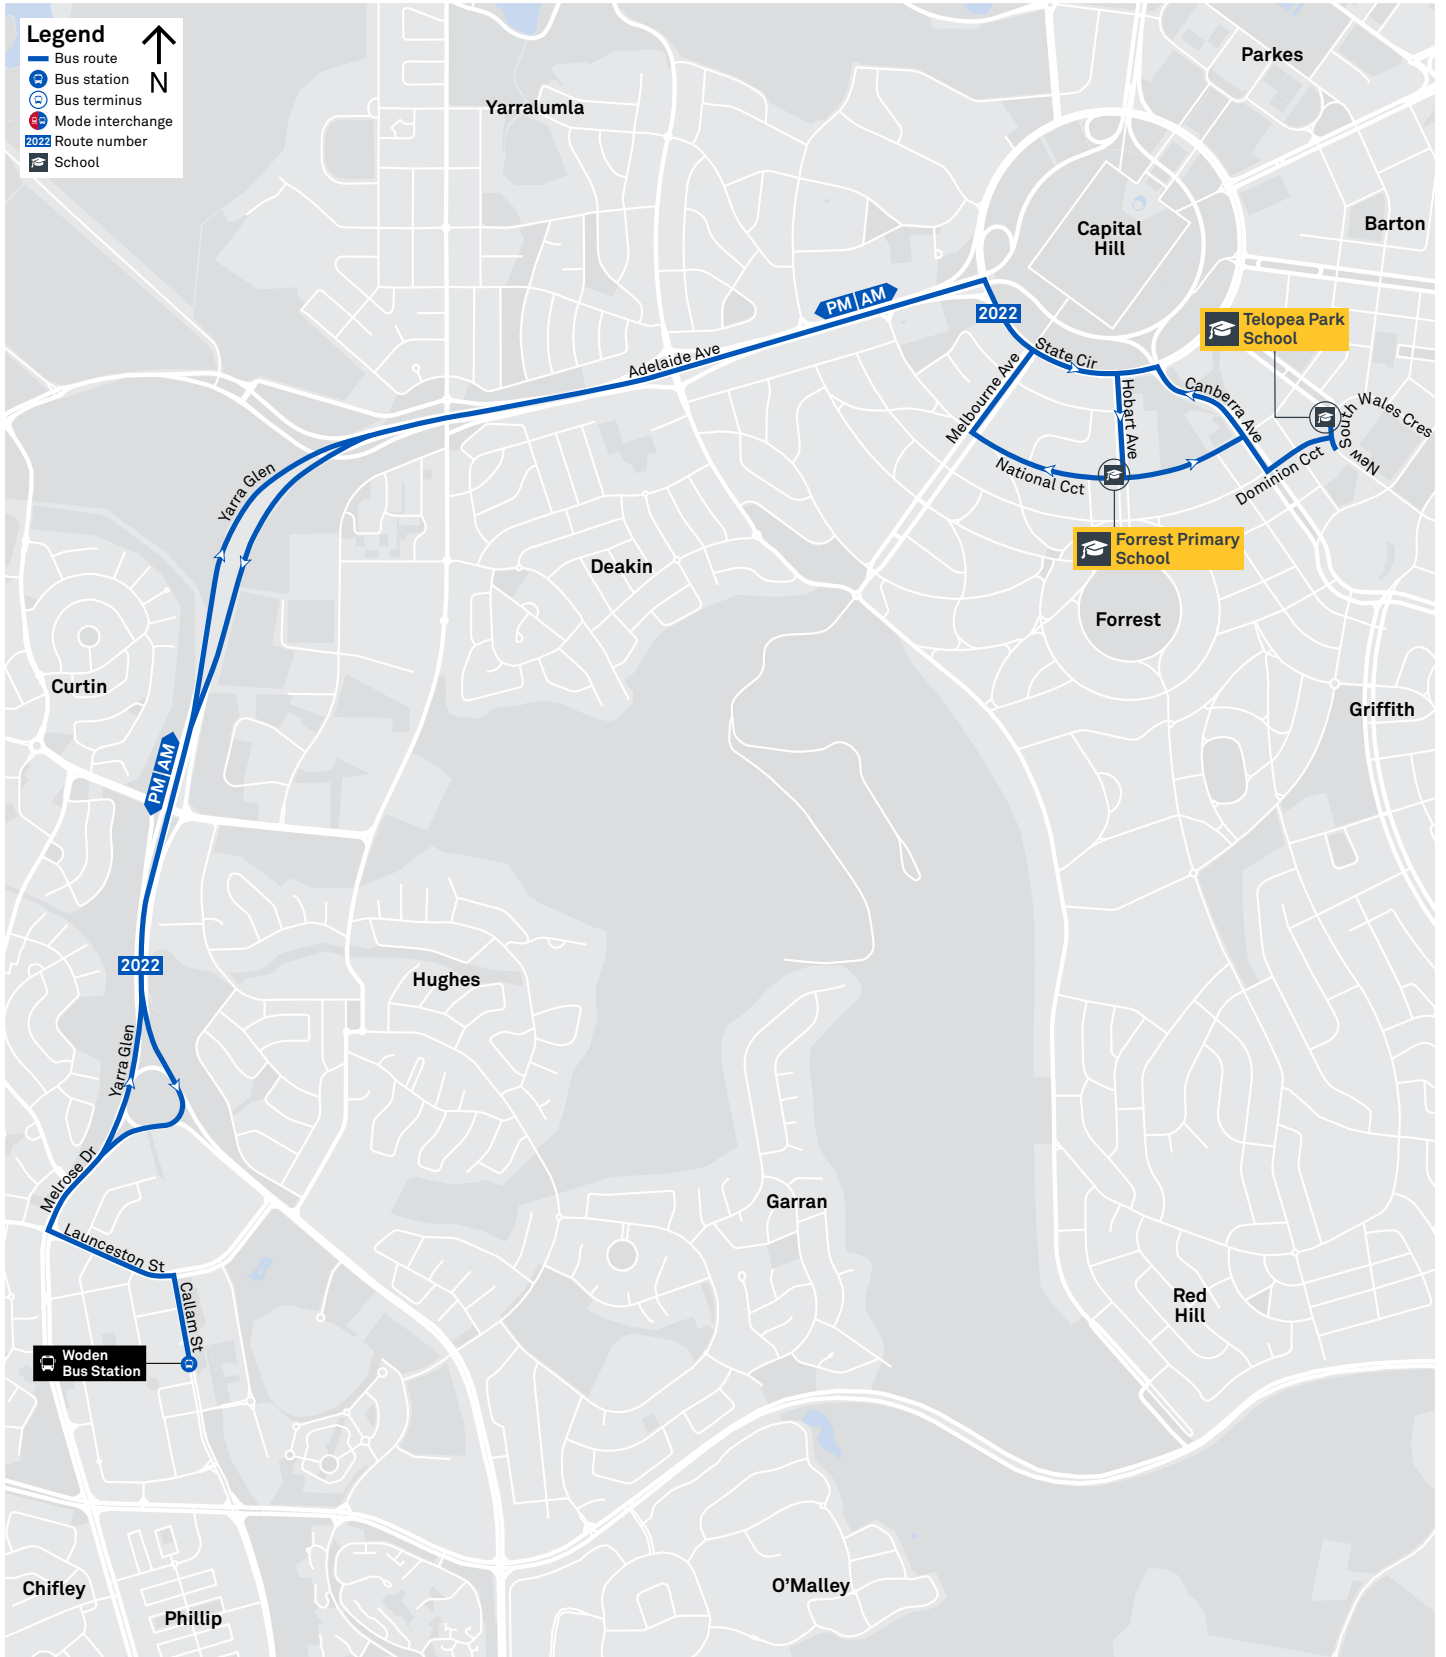 Legend
N
Bus route
Bus station
Bus terminus
Mode interchange
2022 Route number
School
Parkes
Yarralumla
Barton
Capital
Hill
PM AM
2022
Telopea Park
School
State Cir
Adelaide Ave
Melbourne Ave
Hobart Ave
Canberra Ave
New South Wales Cres
National Cct
Dominion Cct
Yarra Glen
Forrest Primary
School
Deakin
Forrest
Curtin
Griffith
PM AM
2022
Hughes
Yarra Glen
Melrose Dr
Garran
Launceston St
Callam St
Red
Hill
Woden
Bus Station
Chifley
Phillip
O'Malley